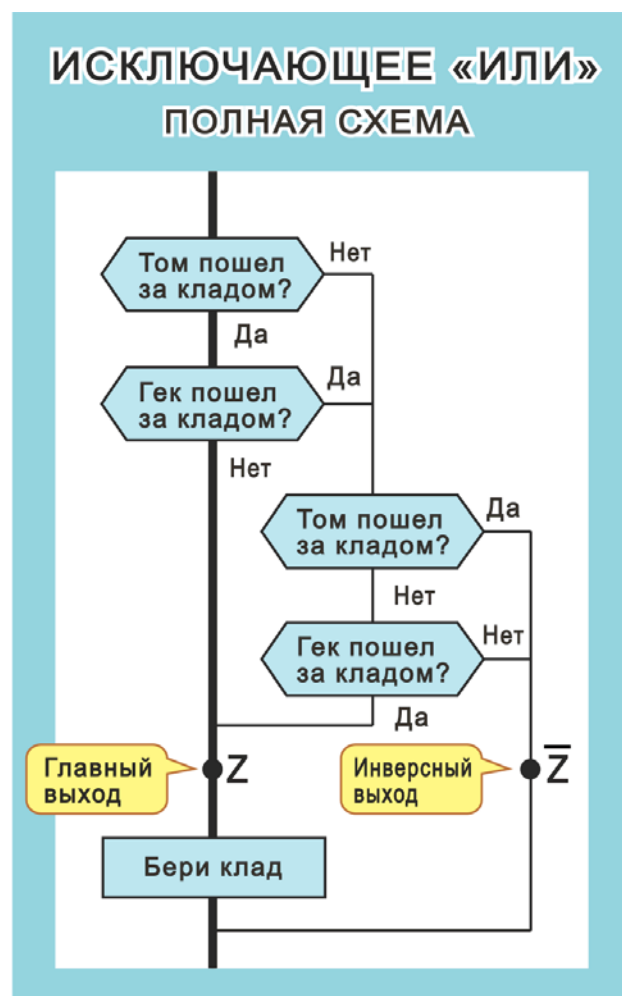 ИСКЛЮЧАЮЩЕЕ «ИЛИ»
ПОЛНАЯ СХЕМА
Том пошел
за кладом?
Нет
Да
Гек пошел
за кладом?
Да
Нет
Том пошел
за кладом?
Да
Нет
Гек пошел
за кладом?
Нет
Да
Главный
выход
Z
Инверсный
выход
Z̅
Бери клад